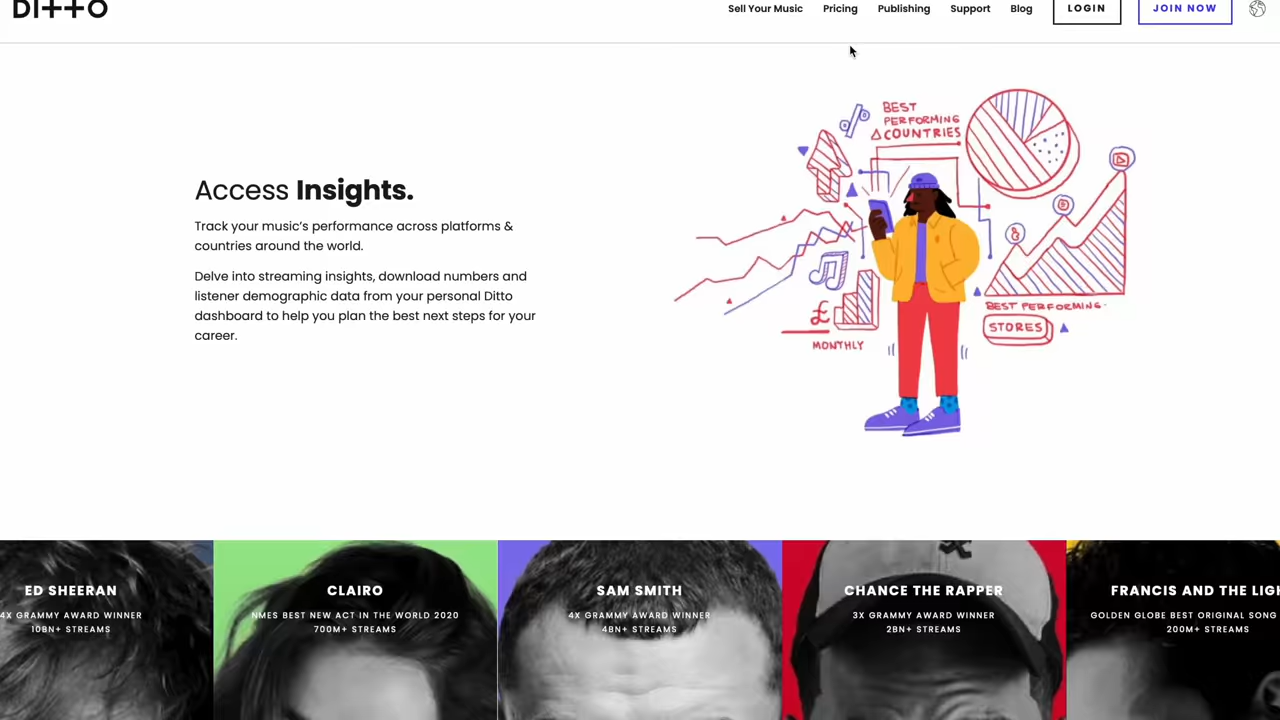 DITTO
Sell Your Music Pricing Publishing Support Blog LOGIN JOIN NOW
BEST
PERFORMING
COUNTRIES
Access Insights.
Track your music’s performance across platforms &
countries around the world.
Delve into streaming insights, download numbers and
listener demographic data from your personal Ditto
dashboard to help you plan the best next steps for your
career.
£
MONTHLY
BEST PERFORMING
STORES
ED SHEERAN
4X GRAMMY AWARD WINNER
10BN+ STREAMS
CLAIRO
NMES BEST NEW ACT IN THE WORLD 2020
700M+ STREAMS
SAM SMITH
4X GRAMMY AWARD WINNER
4BN+ STREAMS
CHANCE THE RAPPER
3X GRAMMY AWARD WINNER
2BN+ STREAMS
FRANCIS AND THE LIGH
GOLDEN GLOBE BEST ORIGINAL SONG
200M+ STREAMS